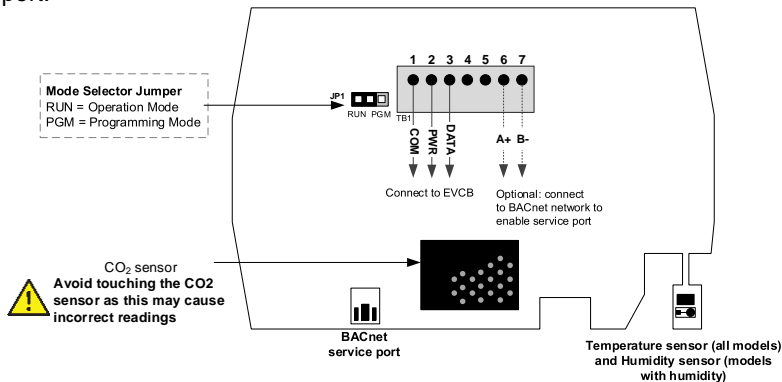 port.
Mode Selector Jumper
RUN = Operation Mode
PGM = Programming Mode
JP1
RUN PGM
1 2 3 4 5 6 7
TB1
COM
PWR
DATA
A+ B-
Connect to EVCB
Optional: connect
to BACnet network to
enable service port
CO2 sensor
Avoid touching the CO2
sensor as this may cause
incorrect readings
BACnet
service port
Temperature sensor (all models)
and Humidity sensor (models
with humidity)